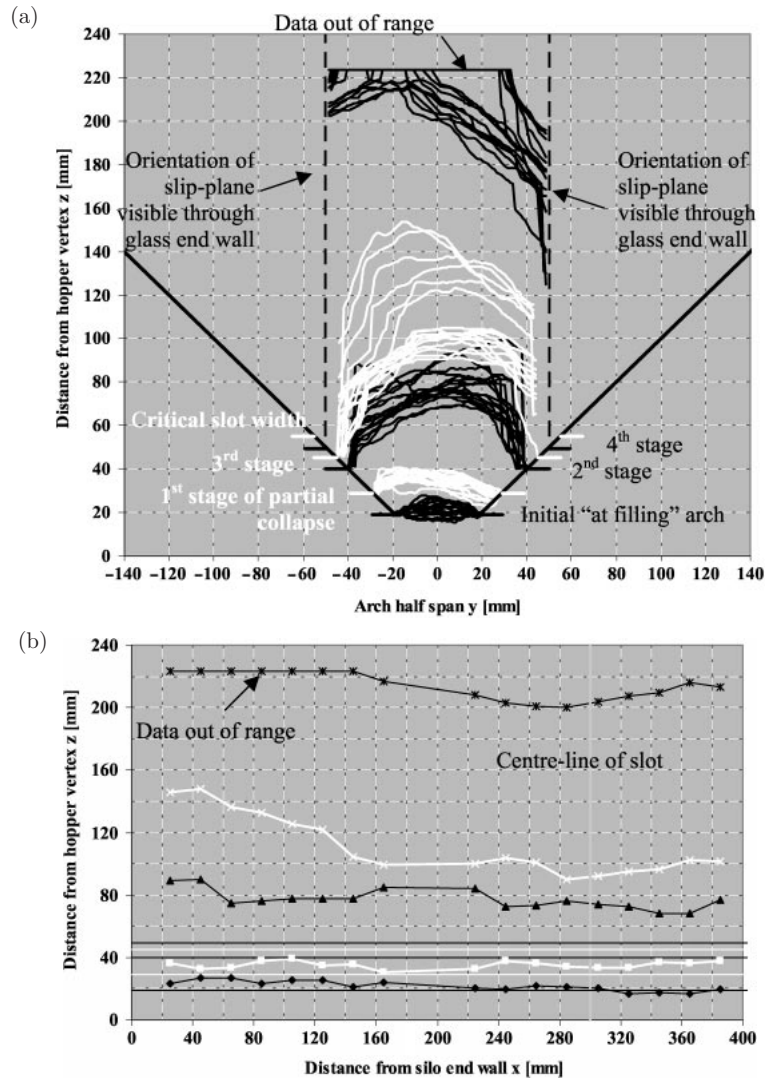 (a)
Data out of range
240
220
200
180
160
140
120
100
80
60
40
20
0
Distance from hopper vertex z [mm]
Orientation of
slip-plane
visible through
glass end wall
Orientation of
slip-plane
visible through
glass end wall
Critical slot width
3rd stage
1st stage of partial
collapse
4th stage
2nd stage
Initial “at filling” arch
−140 −120 −100 −80 −60 −40 −20 0 20 40 60 80 100 120 140
Arch half span y [mm]
(b)
240
200
160
120
80
40
0
Distance from hopper vertex z [mm]
Data out of range
Centre-line of slot
0 40 80 120 160 200 240 280 320 360 400
Distance from silo end wall x [mm]